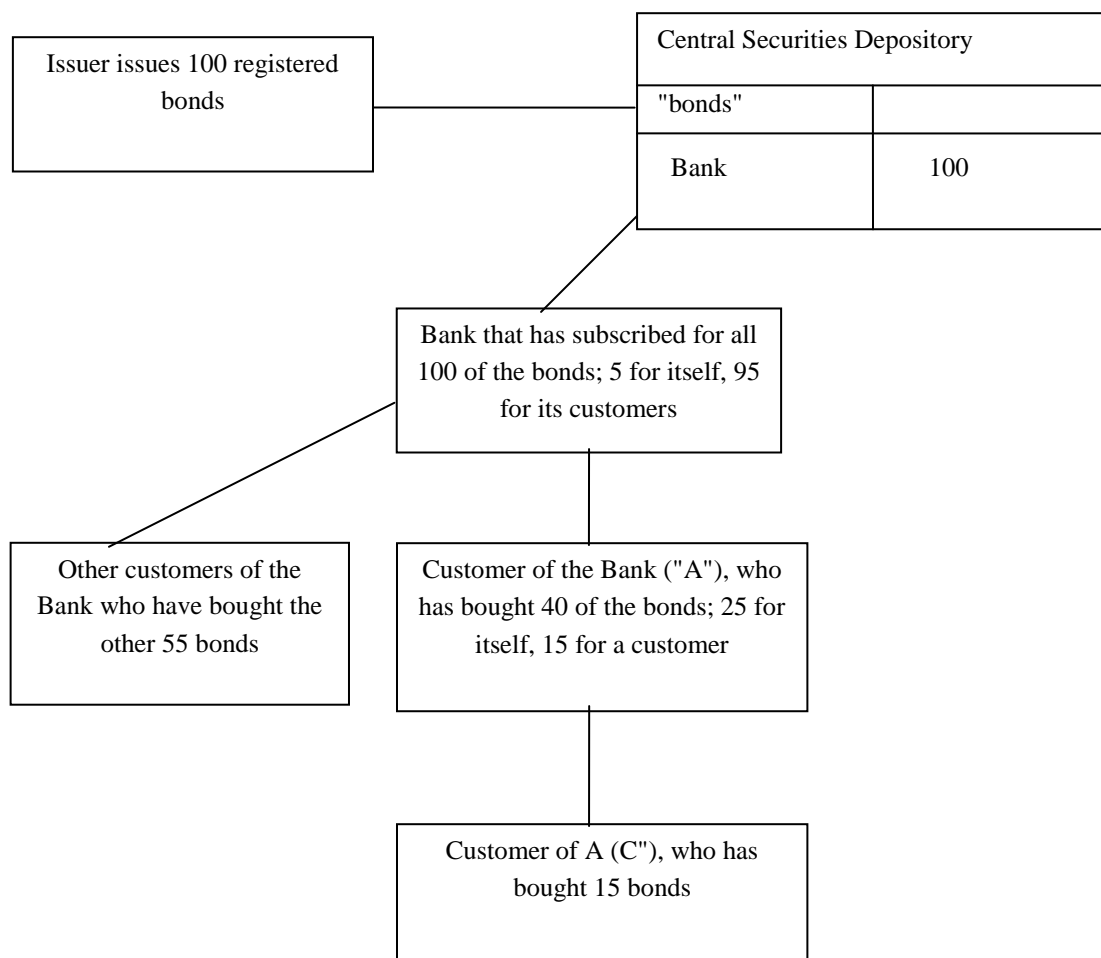 Issuer issues 100 registered
bonds
Central Securities Depository
"bonds"
Bank 100
Bank that has subscribed for all
100 of the bonds; 5 for itself, 95
for its customers
Other customers of the
Bank who have bought the
other 55 bonds
Customer of the Bank ("A"), who
has bought 40 of the bonds; 25 for
itself, 15 for a customer
Customer of A (C"), who has
bought 15 bonds